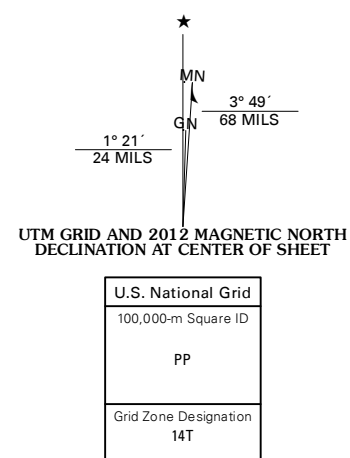 ★
MN
3° 49´
68 MILS
GN
1° 21´
24 MILS
UTM GRID AND 2012 MAGNETIC NORTH
DECLINATION AT CENTER OF SHEET
U.S. National Grid
100,000-m Square ID
PP
Grid Zone Designation
14T